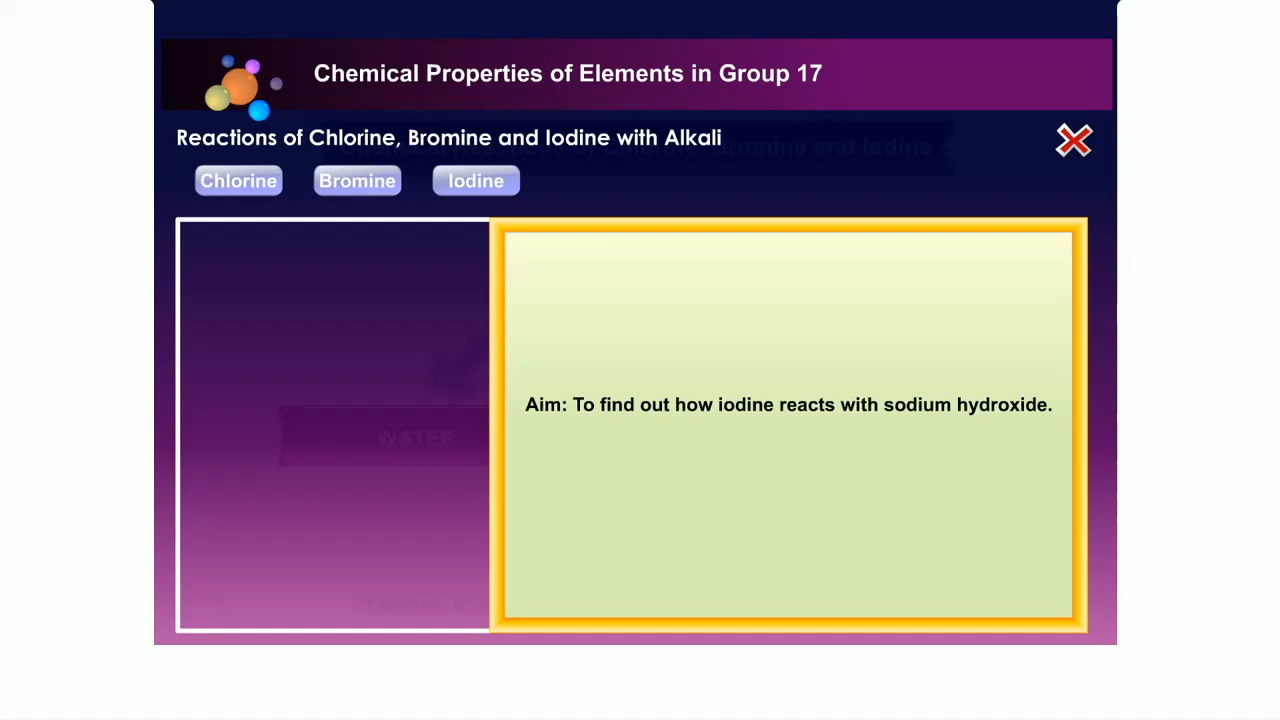 Chemical Properties of Elements in Group 17
Reactions of Chlorine, Bromine and Iodine with Alkali
Chlorine Bromine Iodine
Aim: To find out how iodine reacts with sodium hydroxide.
WATER